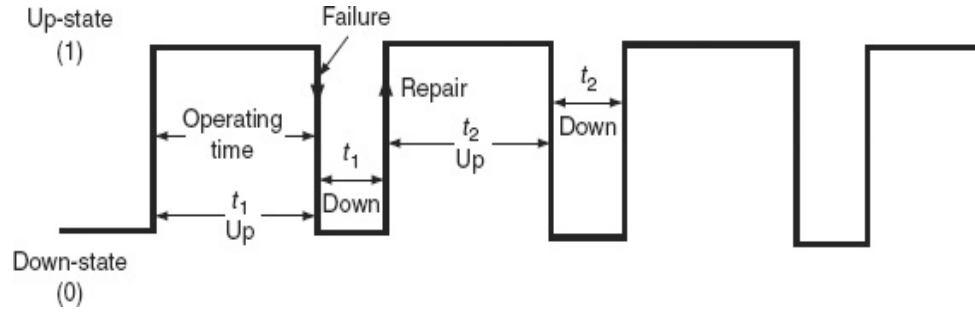 Up-state
(1)
Failure
Repair
Operating
time
t₁
Up
t₁
Down
t₂
Up
t₂
Down
Down-state
(0)